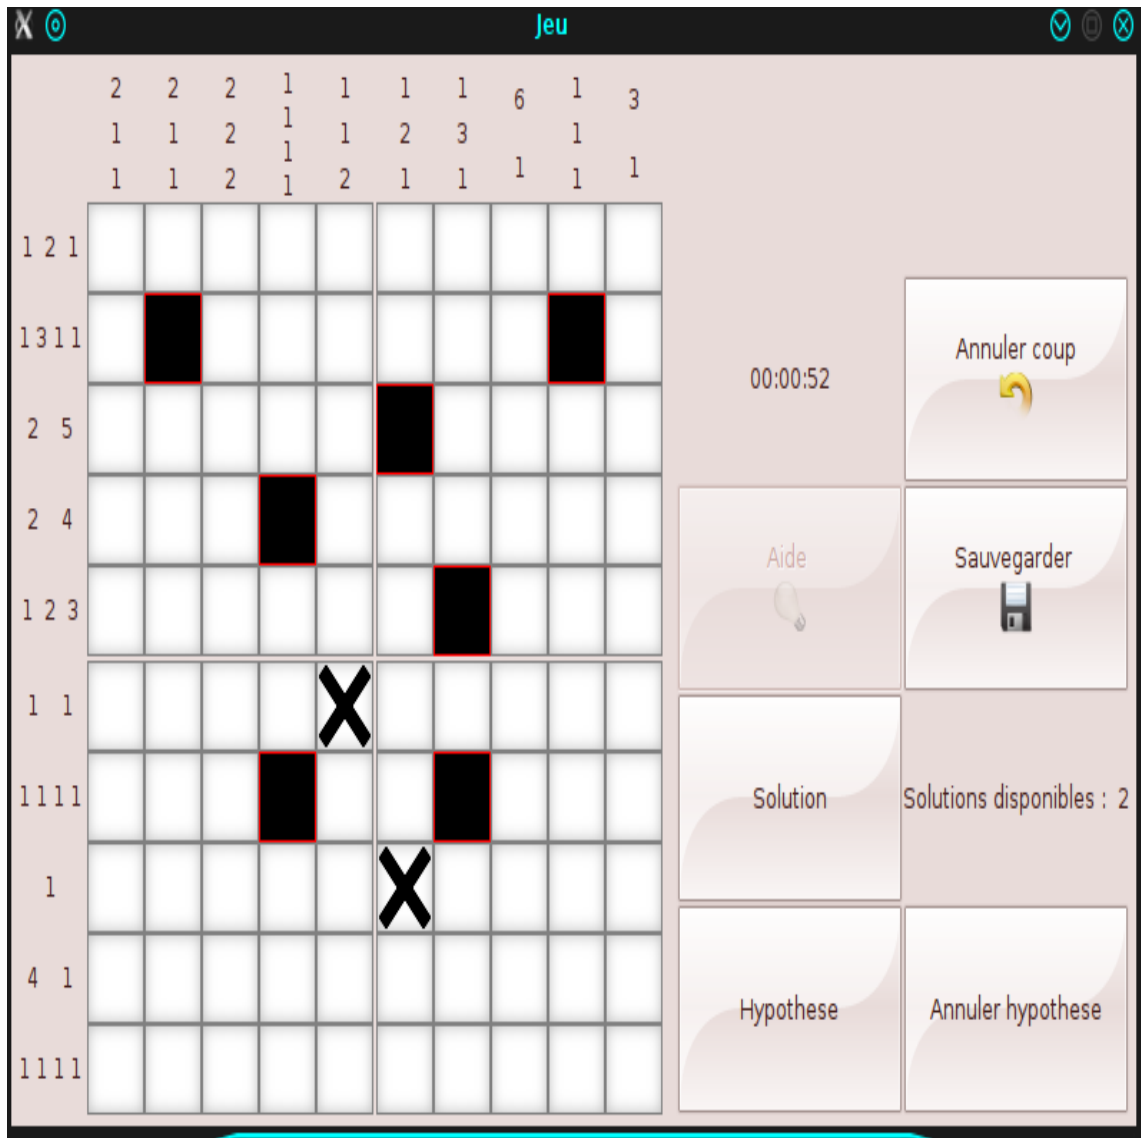 Jeu
2 2 2 1 1 1 1 6 1 3
1 1 2 1 1 2 3 1 1 1
1 1 2 1 2 1 1 1
1
1 2 1
1 3 1 1
2 5
2 4
1 2 3
1 1
1 1 1 1
1
4 1
1 1 1 1
00:00:52
Annuler coup
Aide
Sauvegarder
Solution
Solutions disponibles : 2
Hypothese
Annuler hypothese